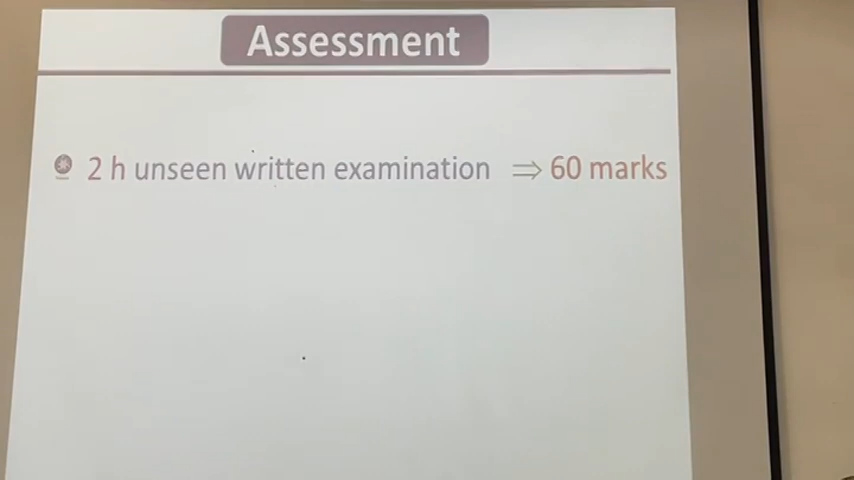 Assessment
2 h unseen written examination ⇒ 60 marks